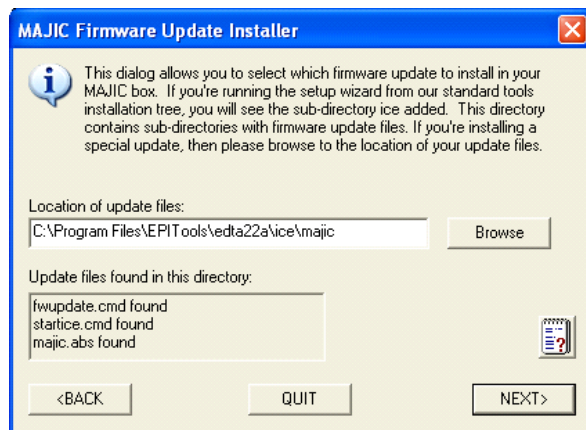 MAJIC Firmware Update Installer
This dialog allows you to select which firmware update to install in your
MAJIC box. If you're running the setup wizard from our standard tools
installation tree, you will see the sub-directory ice added. This directory
contains sub-directories with firmware update files. If you're installing a
special update, then please browse to the location of your update files.
Location of update files:
C:\Program Files\EPITools\edta22a\ice\majic
Browse
Update files found in this directory:
fwupdate.cmd found
startice.cmd found
majic.abs found
<BACK
QUIT
NEXT>